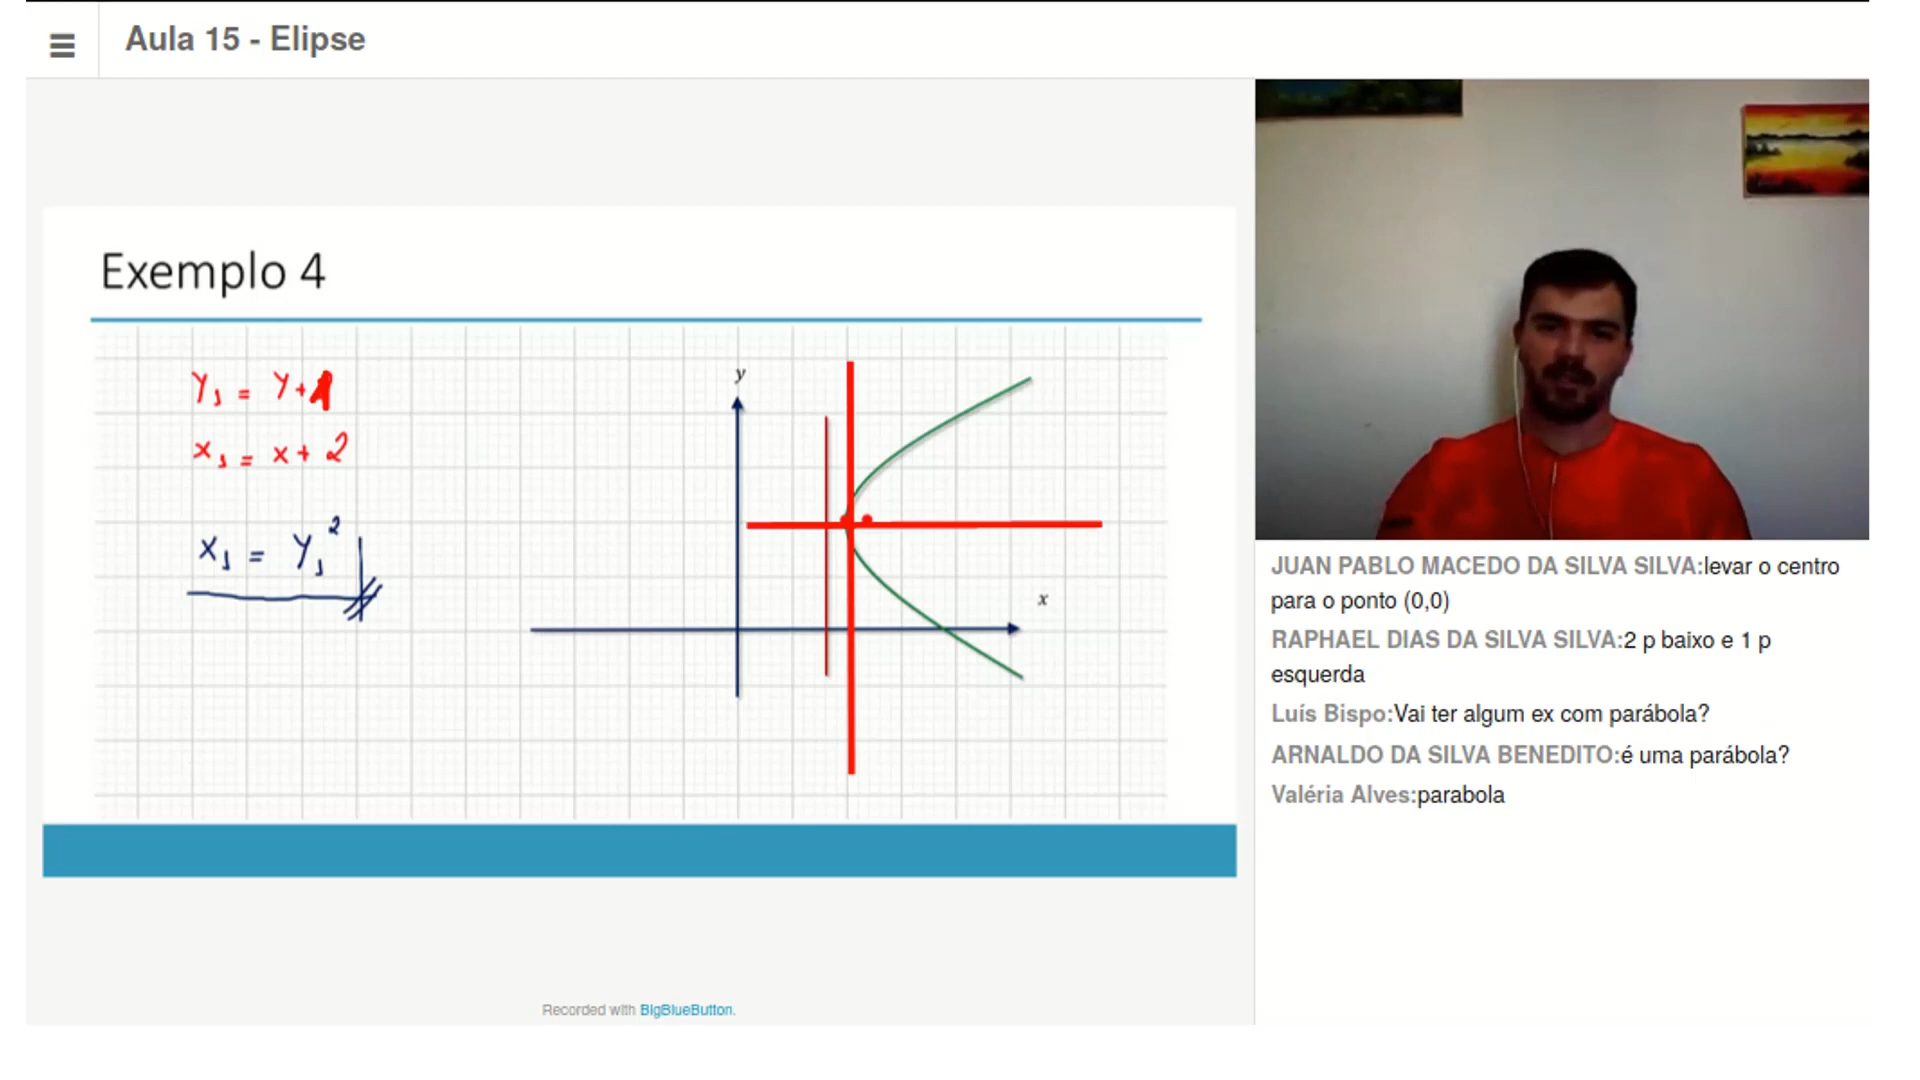 Aula 15 - Elipse
Exemplo 4
y₁ = y + 1
x₁ = x + 2
x₁ = y₁²
y
x
JUAN PABLO MACEDO DA SILVA SILVA:levar o centro
para o ponto (0,0)
RAPHAEL DIAS DA SILVA SILVA:2 p baixo e 1 p
esquerda
Luís Bispo:Vai ter algum ex com parábola?
ARNALDO DA SILVA BENEDITO:é uma parábola?
Valéria Alves:parabola
Recorded with BigBlueButton.